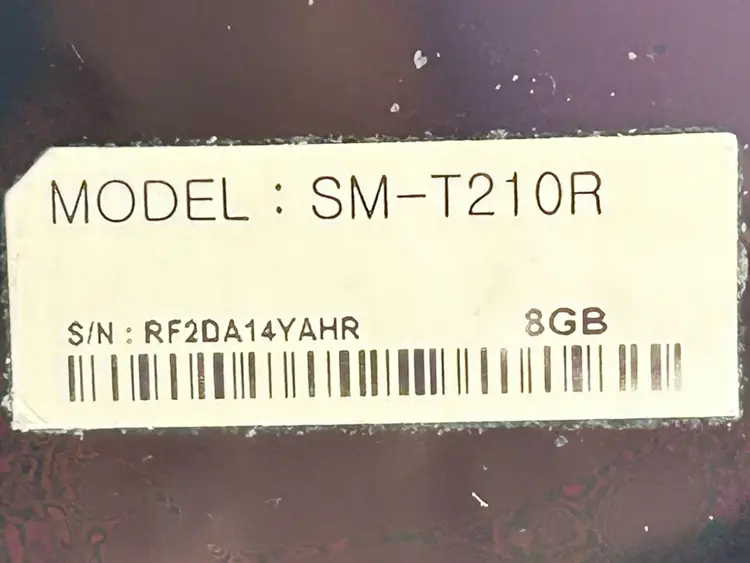 MODEL : SM-T210R
S/N : RF2DA14YAHR 8GB